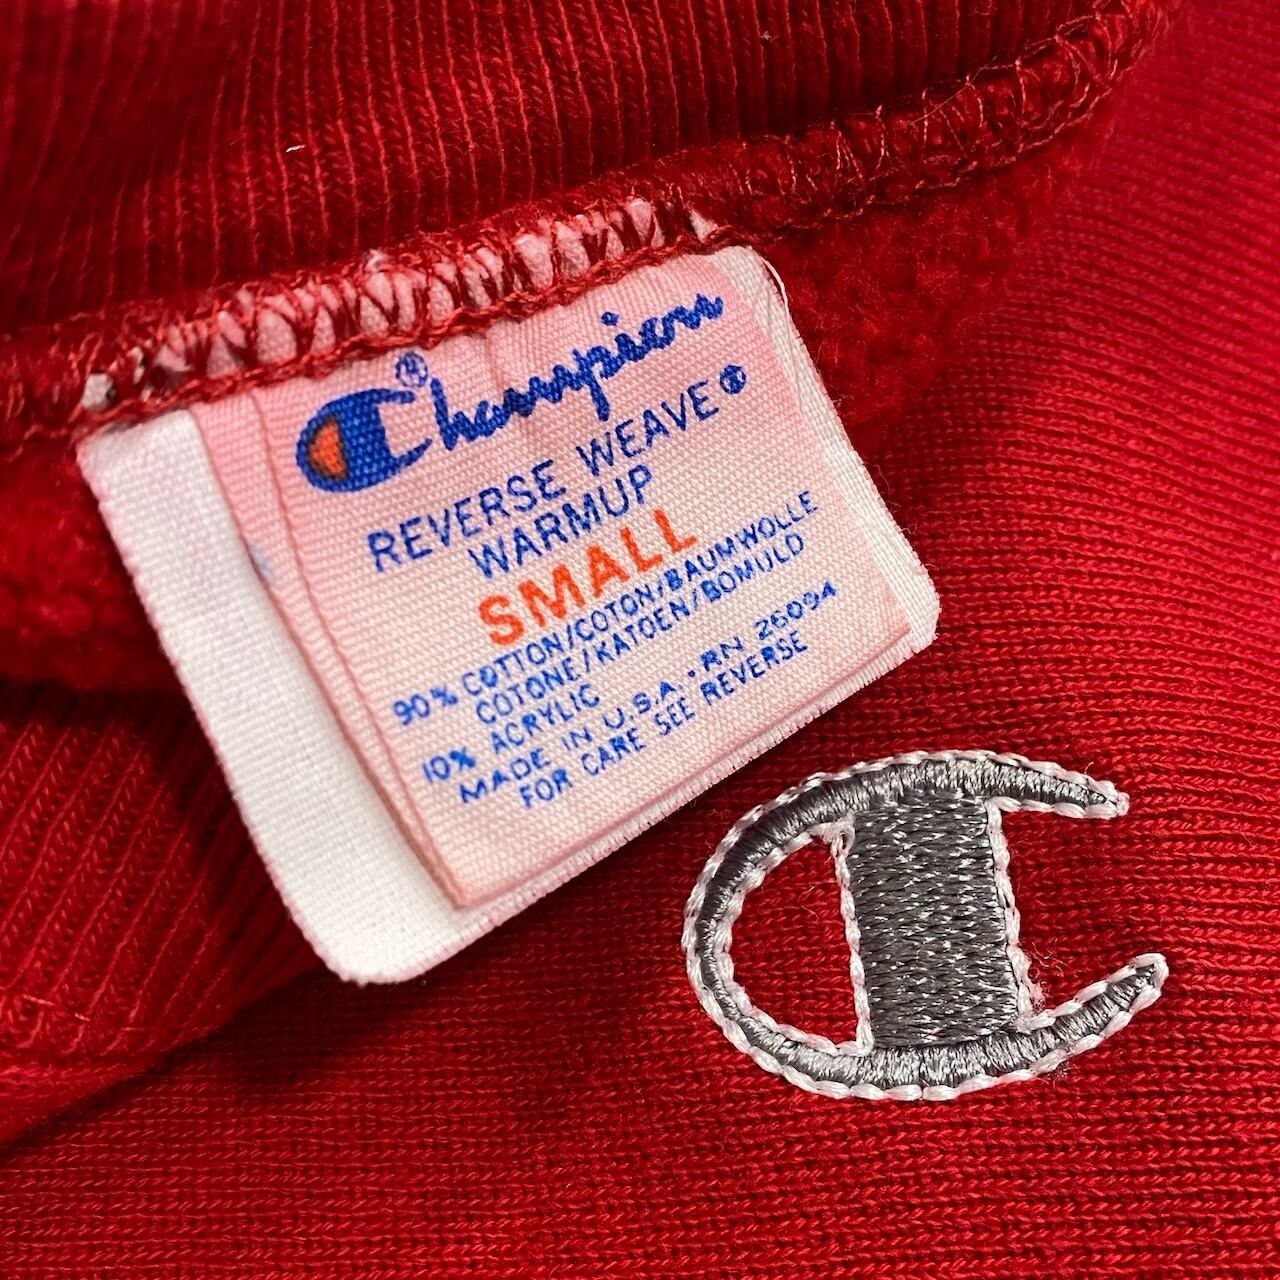 Champion®
REVERSE WEAVE®
WARMUP
SMALL
90% COTTON/COTON/BAUMWOLLE
COTONE/KATOEN/BOMULD
10% ACRYLIC
MADE IN U.S.A. • RN 26094
FOR CARE SEE REVERSE